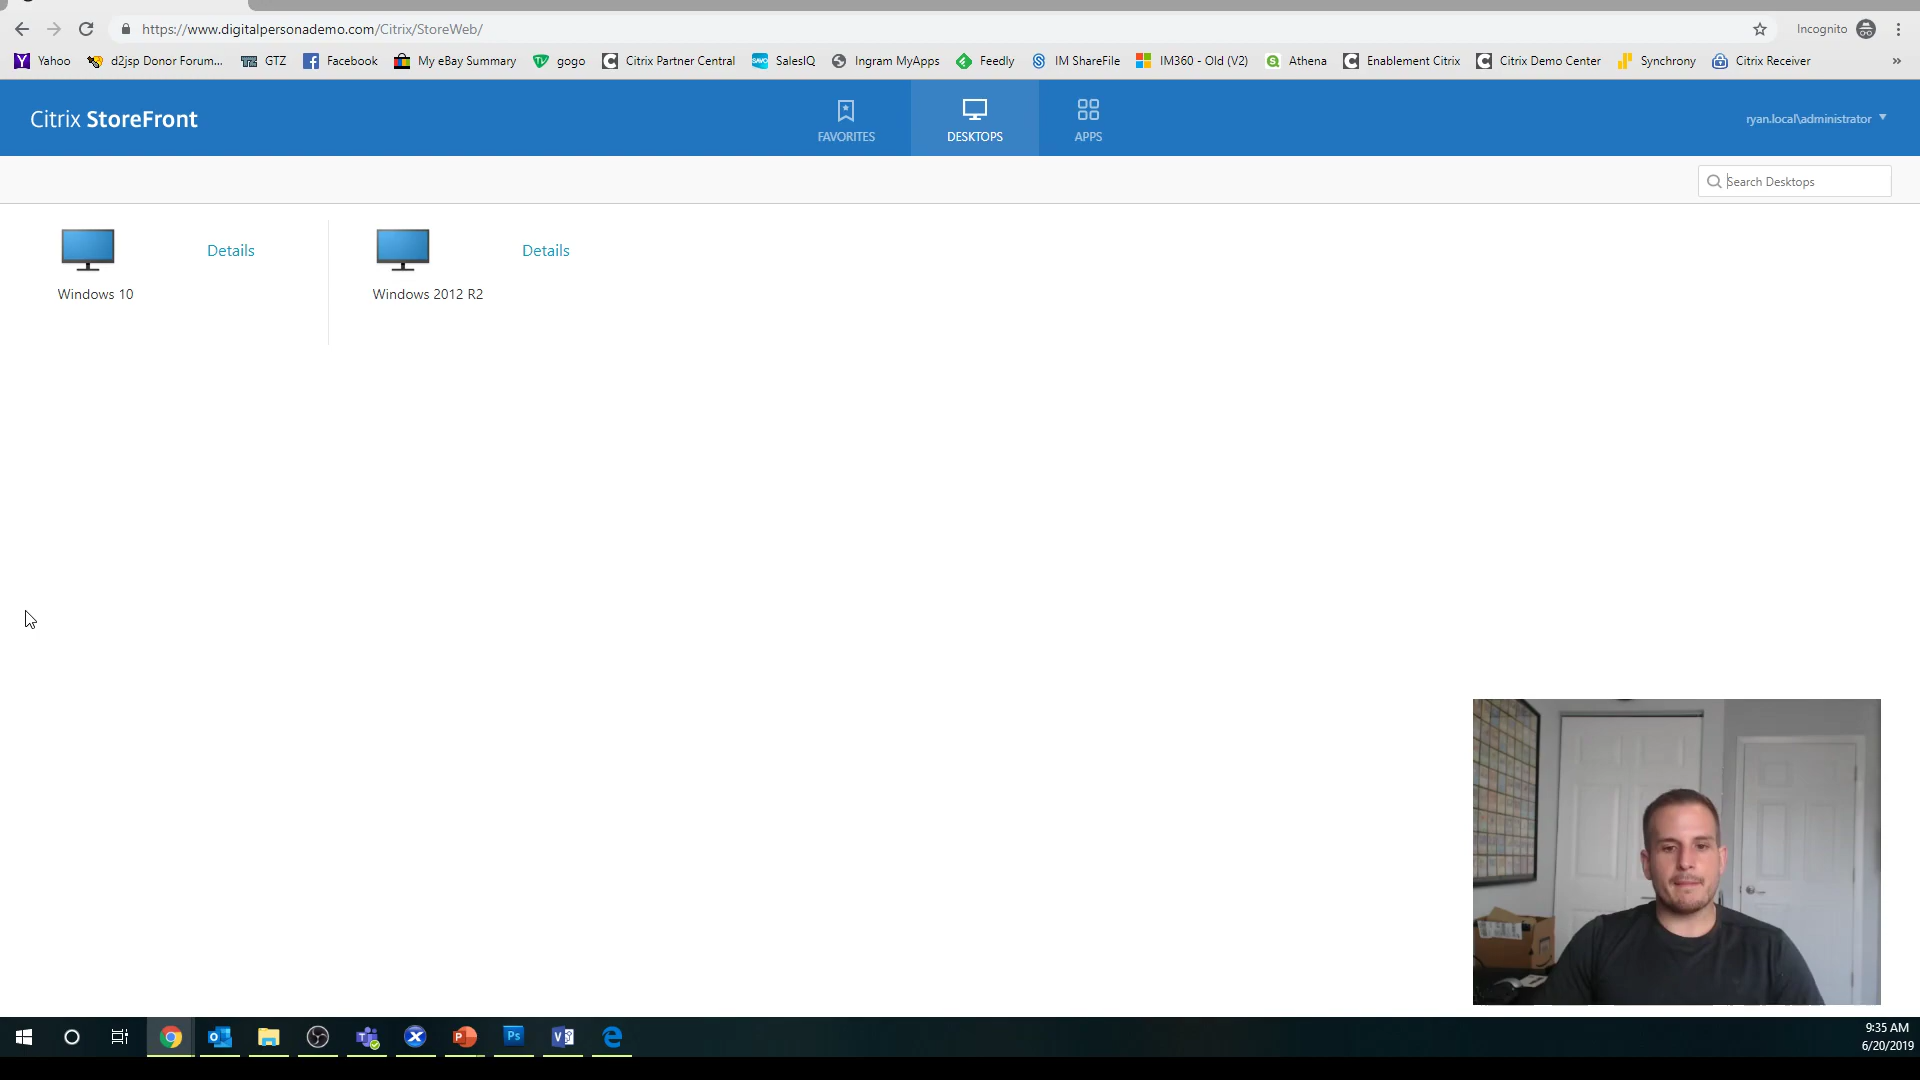 https://www.digitalpersonademo.com/Citrix/StoreWeb/
Incognito
Yahoo
d2jsp Donor Forum...
GTZ
Facebook
My eBay Summary
gogo
Citrix Partner Central
SalesIQ
Ingram MyApps
Feedly
IM ShareFile
IM360 - Old (V2)
Athena
Enablement Citrix
Citrix Demo Center
Synchrony
Citrix Receiver
»
Citrix StoreFront
FAVORITES
DESKTOPS
APPS
ryan.local\administrator
Search Desktops
Details
Windows 10
Details
Windows 2012 R2
9:35 AM
6/20/2019